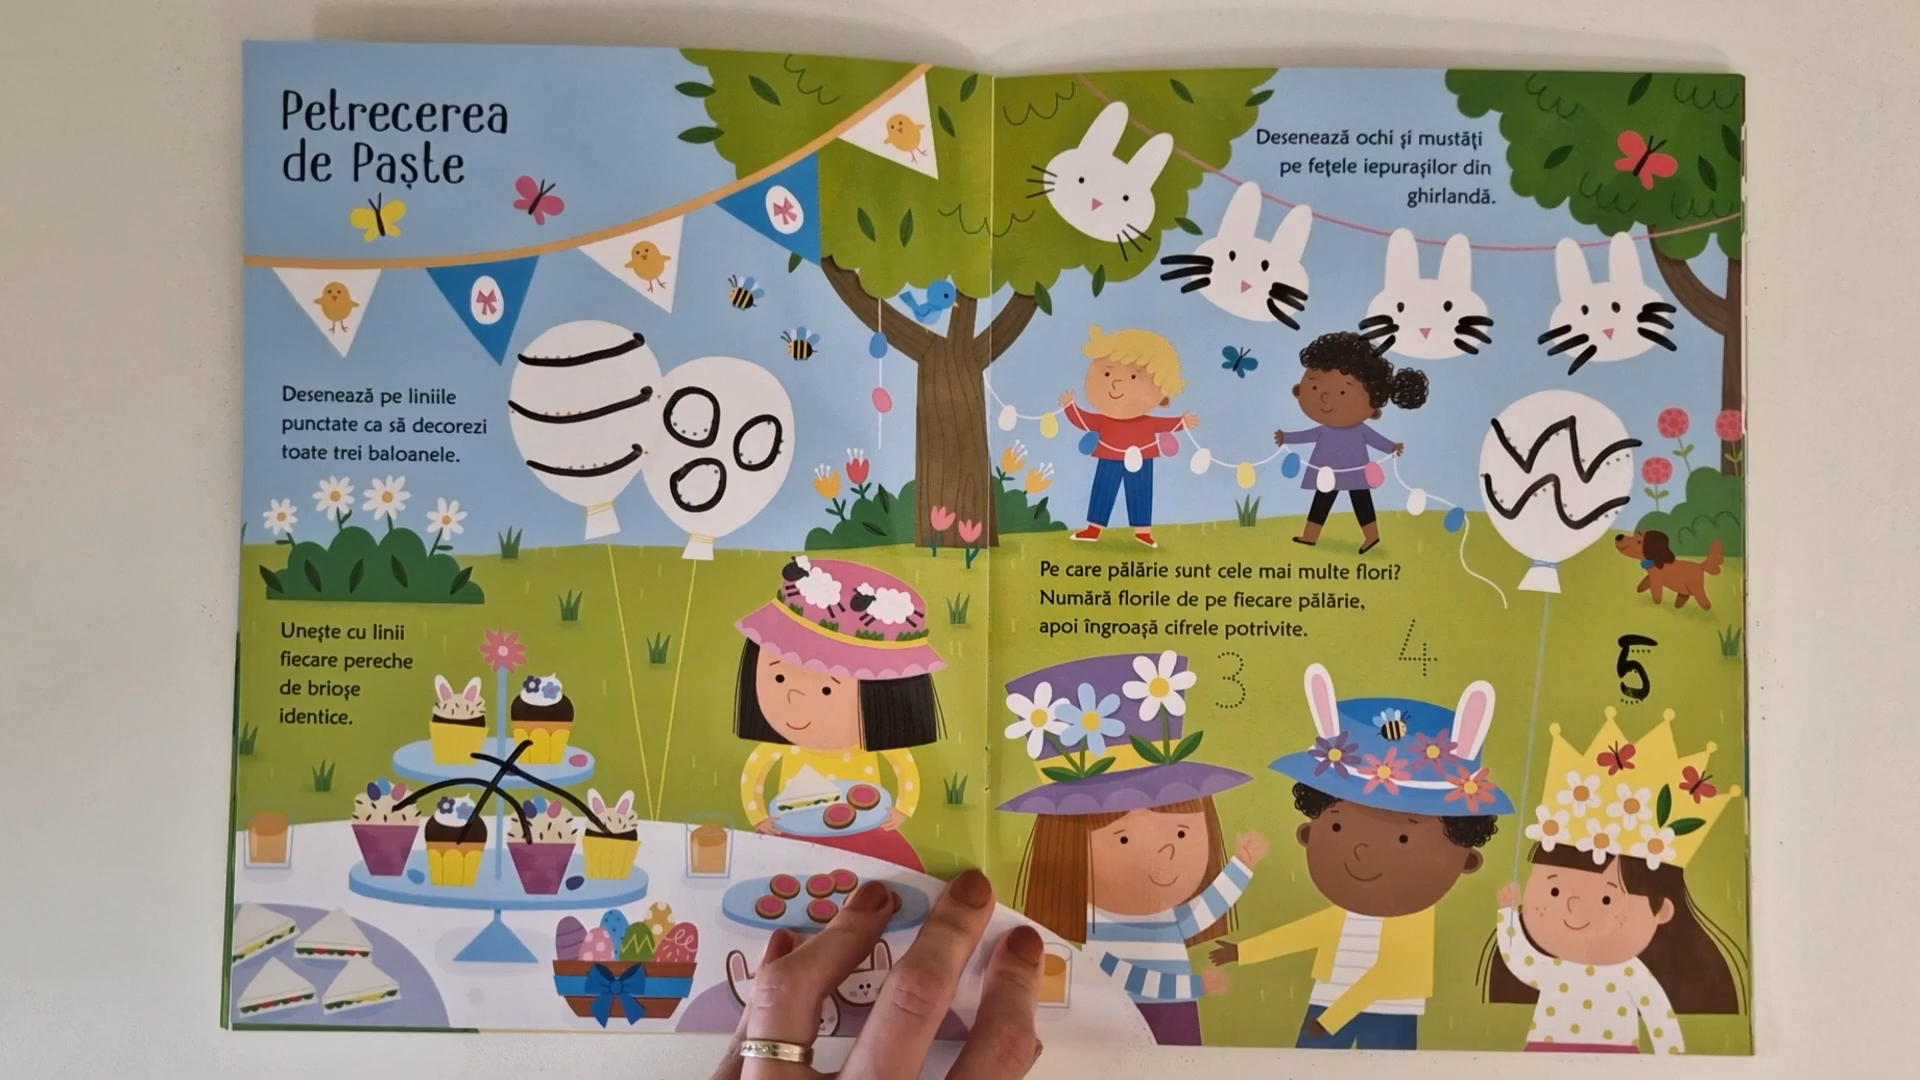 Petrecerea
de Paște
Desenează pe liniile
punctate ca să decorezi
toate trei baloanele.
Unește cu linii
fiecare pereche
de brioșe
identice.
Desenează ochi și mustăți
pe fețele iepurașilor din
ghirlandă.
Pe care pălărie sunt cele mai multe flori?
Numără florile de pe fiecare pălărie,
apoi îngroașă cifrele potrivite.
3
4
5